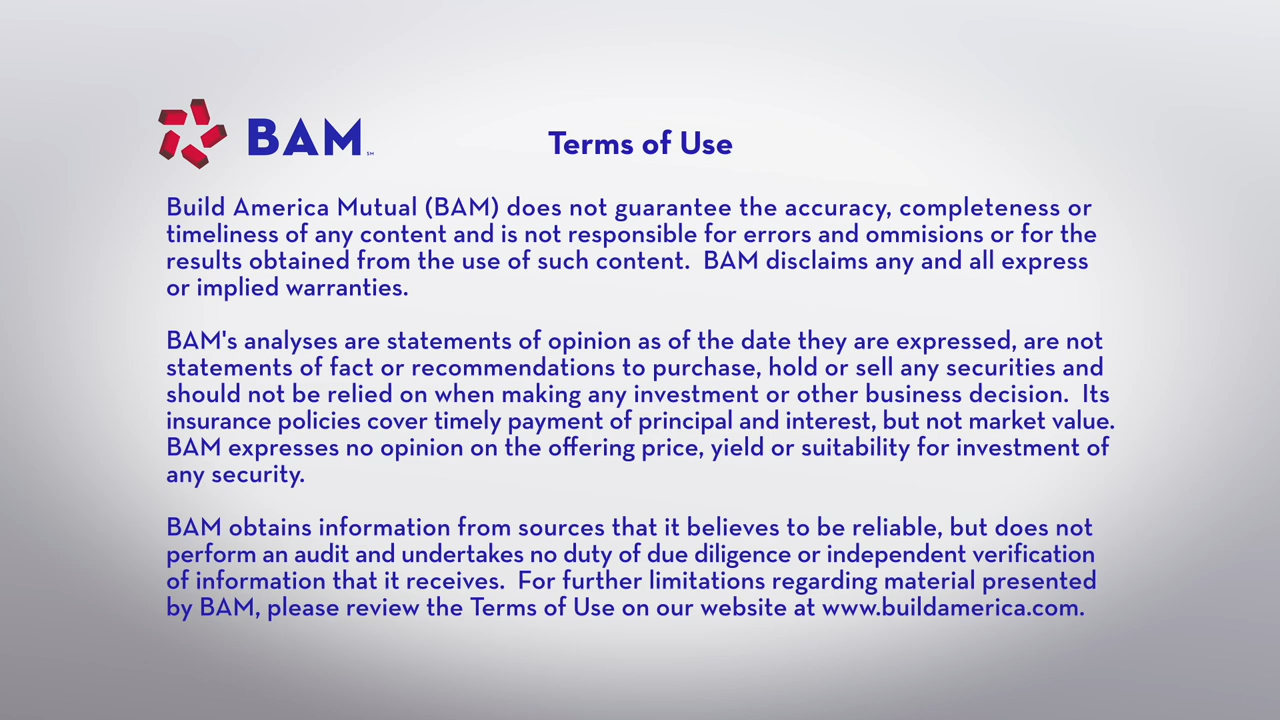 BAM SM
Terms of Use
Build America Mutual (BAM) does not guarantee the accuracy, completeness or
timeliness of any content and is not responsible for errors and ommisions or for the
results obtained from the use of such content.  BAM disclaims any and all express
or implied warranties.
BAM's analyses are statements of opinion as of the date they are expressed, are not
statements of fact or recommendations to purchase, hold or sell any securities and
should not be relied on when making any investment or other business decision.  Its
insurance policies cover timely payment of principal and interest, but not market value.
BAM expresses no opinion on the offering price, yield or suitability for investment of
any security.
BAM obtains information from sources that it believes to be reliable, but does not
perform an audit and undertakes no duty of due diligence or independent verification
of information that it receives.  For further limitations regarding material presented
by BAM, please review the Terms of Use on our website at www.buildamerica.com.